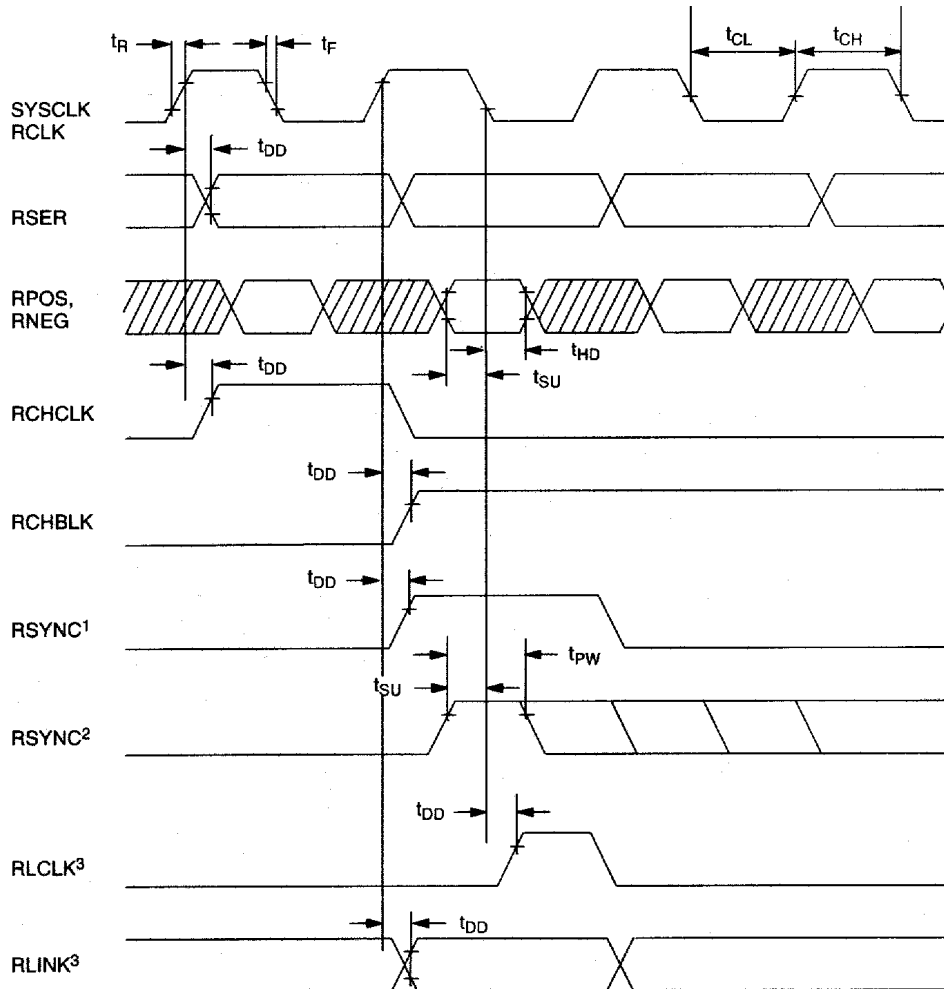 tR tF tCL tCH
SYSCLK
RCLK
tDD
RSER
RPOS,
RNEG
tHD
tDD tSU
RCHCLK
tDD
RCHBLK
tDD
RSYNC¹
tPW
tSU
RSYNC²
tDD
RLCLK³
tDD
RLINK³